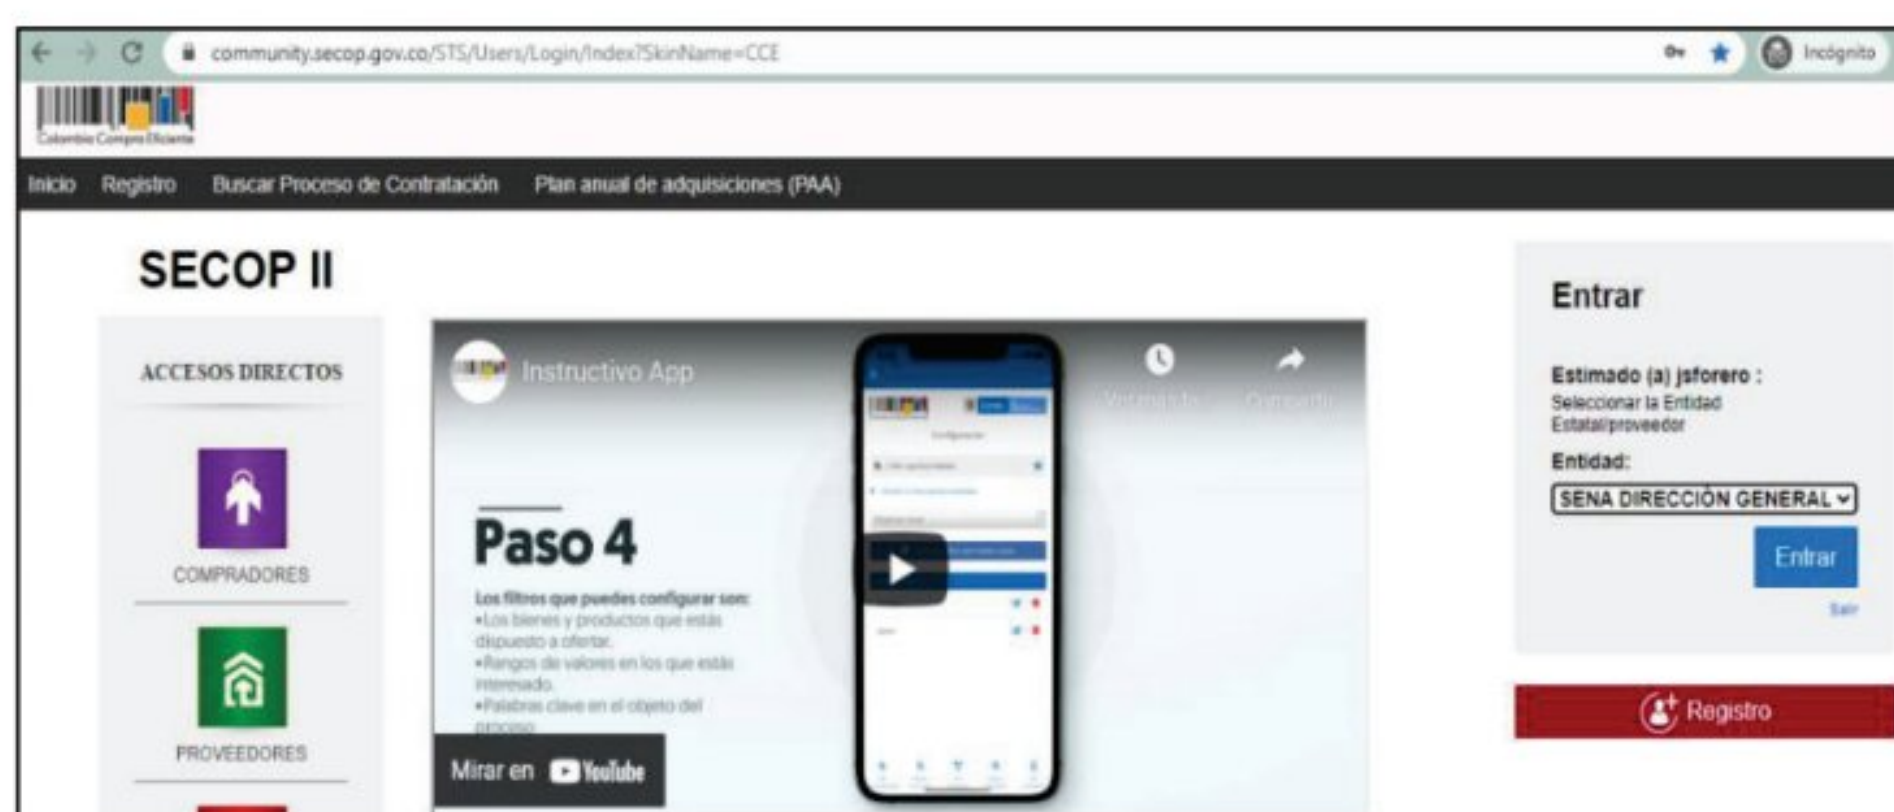 community.secop.gov.co/STS/Users/Login/Index?SkinName=CCE
Incógnito
Colombia Compra Eficiente
Inicio Registro Buscar Proceso de Contratación Plan anual de adquisiciones (PAA)
SECOP II
ACCESOS DIRECTOS
COMPRADORES
PROVEEDORES
Instructivo App
Paso 4
Los filtros que puedes configurar son:
•Los bienes y productos que estás
dispuesto a ofertar.
•Rangos de valores en los que estás
interesado.
•Palabras clave en el objeto del
proceso
Mirar en YouTube
Entrar
Estimado (a) jsforero :
Seleccionar la Entidad
Estatal/proveedor
Entidad:
SENA DIRECCIÓN GENERAL
Entrar
Salir
Registro